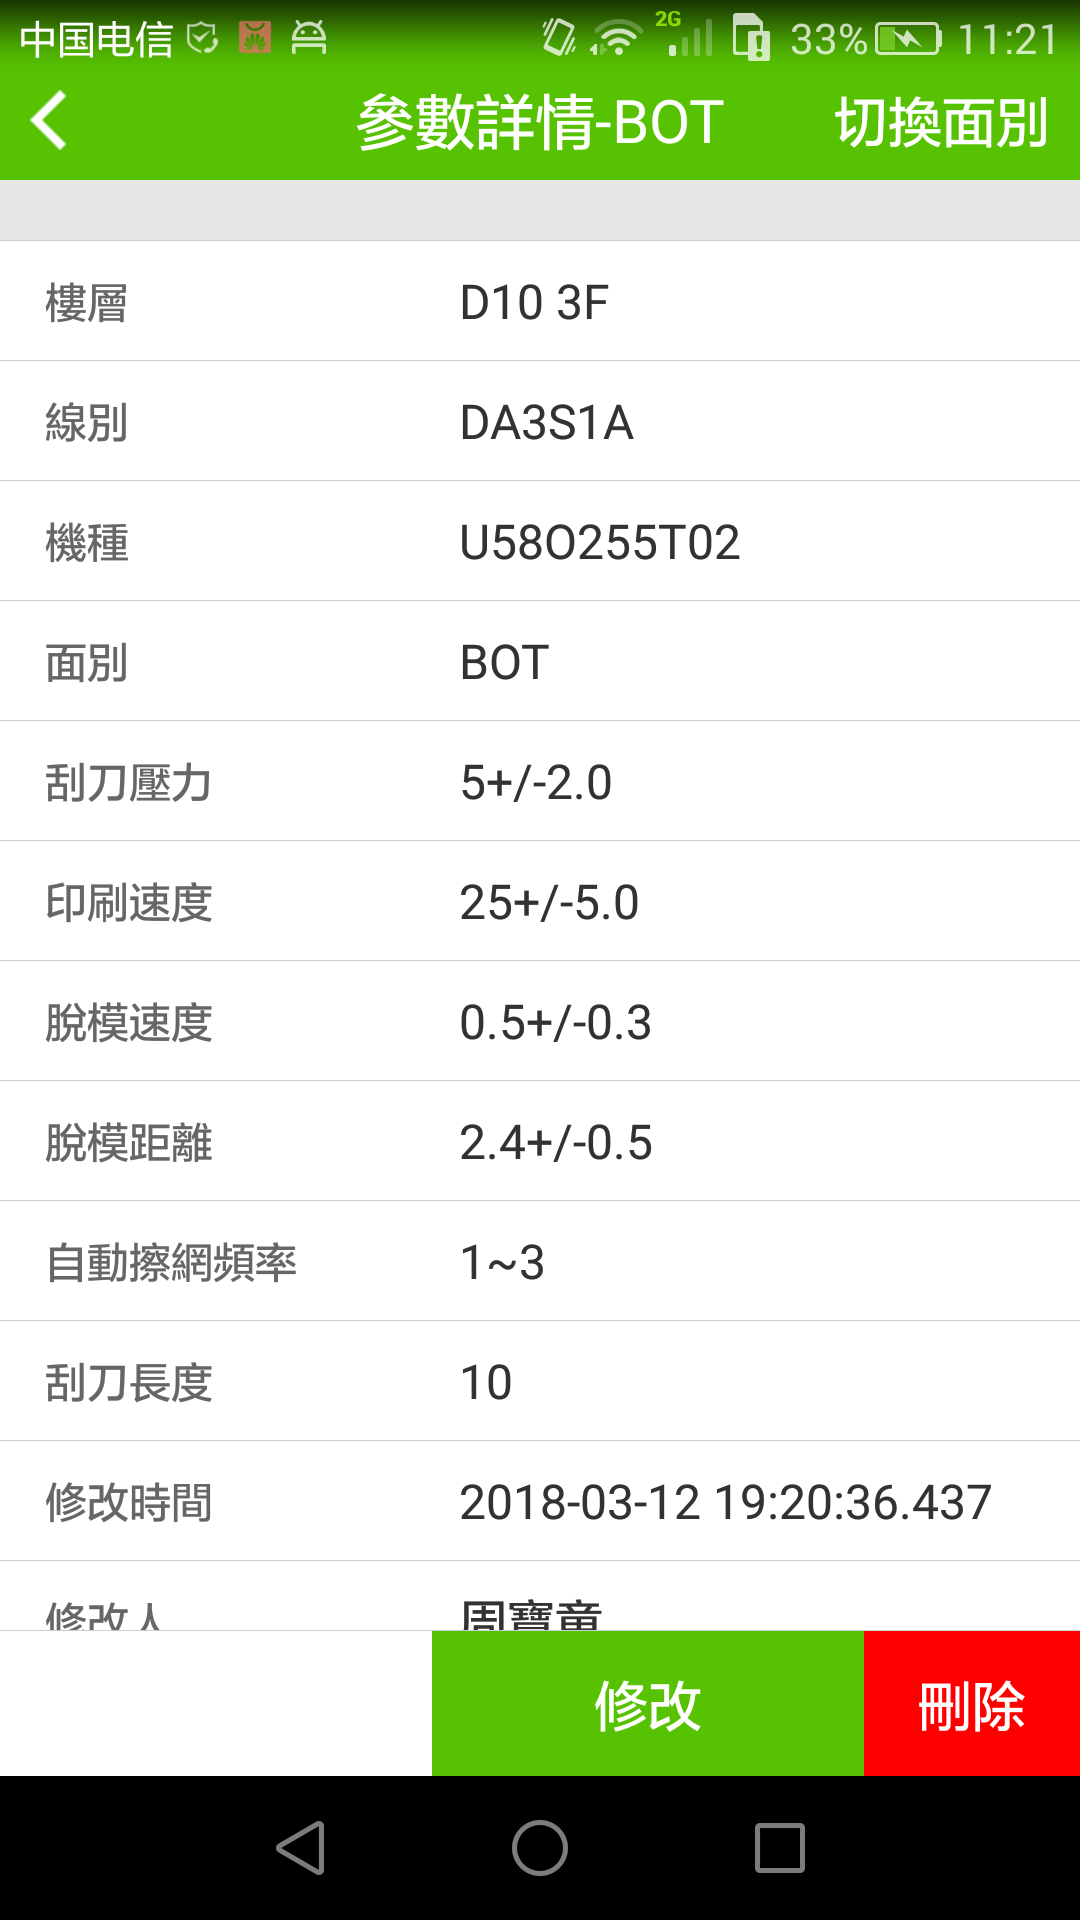 中国电信 2G 33% 11:21
參數詳情-BOT 切換面別
樓層 D10 3F
線別 DA3S1A
機種 U58O255T02
面別 BOT
刮刀壓力 5+/-2.0
印刷速度 25+/-5.0
脫模速度 0.5+/-0.3
脫模距離 2.4+/-0.5
自動擦網頻率 1~3
刮刀長度 10
修改時間 2018-03-12 19:20:36.437
修改人 周寶童
修改 刪除